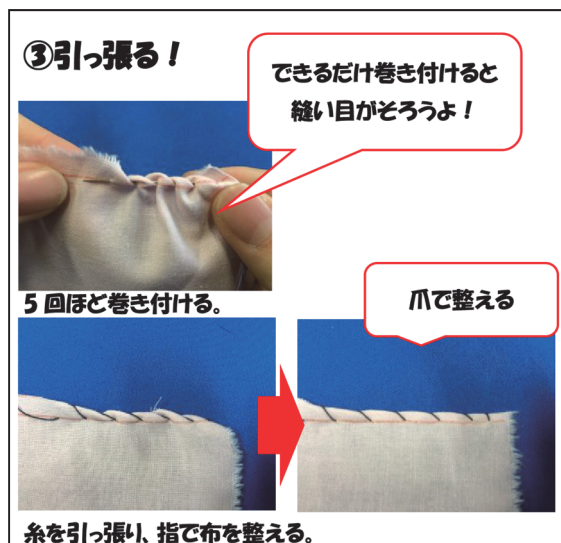 ③引っ張る！
できるだけ巻き付けると
縫い目がそろうよ！
5回ほど巻き付ける。
爪で整える
糸を引っ張り、指で布を整える。